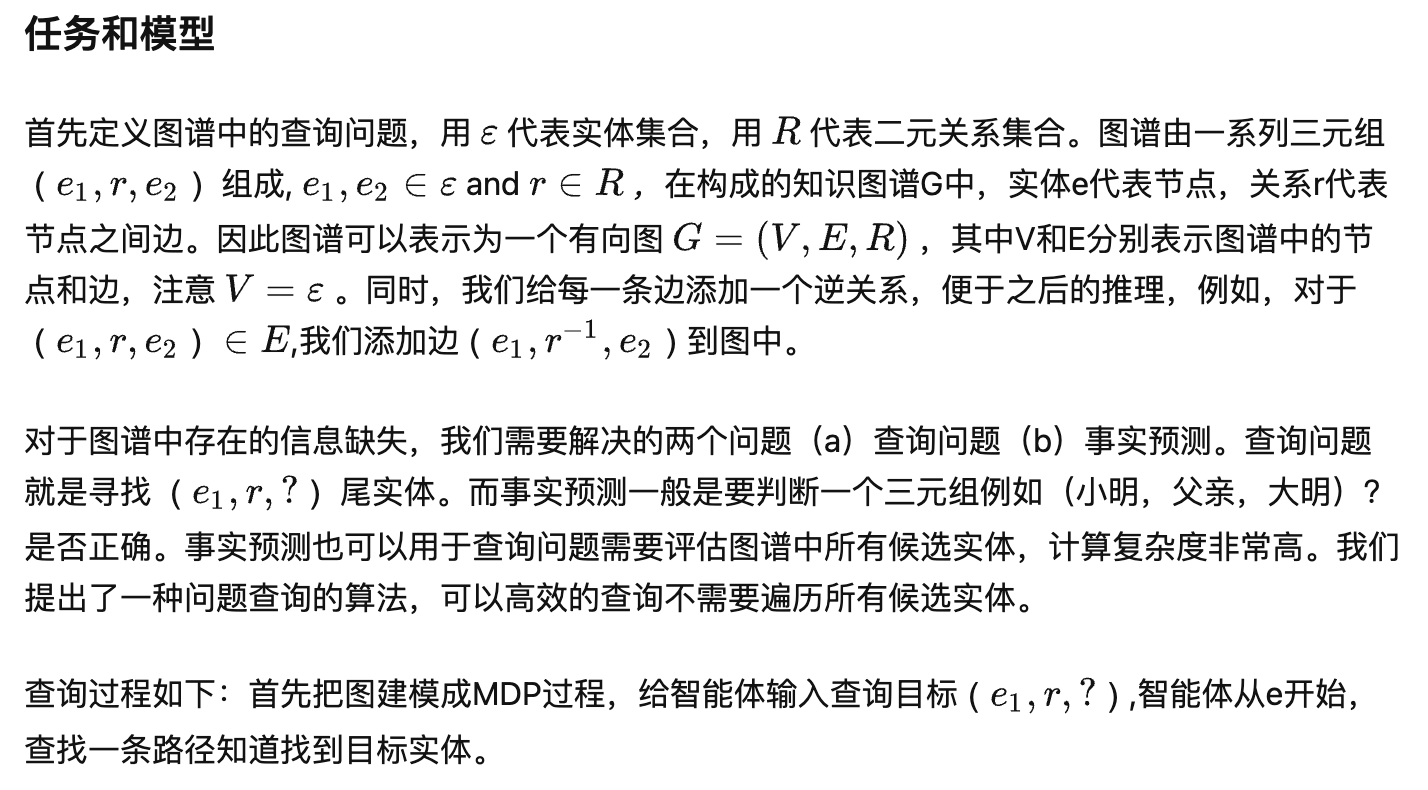 任务和模型
首先定义图谱中的查询问题，用 ε 代表实体集合，用 R 代表二元关系集合。图谱由一系列三元组
（ e₁, r, e₂ ）组成, e₁, e₂ ∈ ε and r ∈ R ，在构成的知识图谱G中，实体e代表节点，关系r代表
节点之间边。因此图谱可以表示为一个有向图 G = (V, E, R) ，其中V和E分别表示图谱中的节
点和边，注意 V = ε 。同时，我们给每一条边添加一个逆关系，便于之后的推理，例如，对于
（ e₁, r, e₂ ）∈ E,我们添加边 ( e₁, r⁻¹, e₂ ) 到图中。
对于图谱中存在的信息缺失，我们需要解决的两个问题（a）查询问题（b）事实预测。查询问题
就是寻找（ e₁, r, ? ）尾实体。而事实预测一般是要判断一个三元组例如（小明，父亲，大明）?
是否正确。事实预测也可以用于查询问题需要评估图谱中所有候选实体，计算复杂度非常高。我们
提出了一种问题查询的算法，可以高效的查询不需要遍历所有候选实体。
查询过程如下：首先把图建模成MDP过程，给智能体输入查询目标 ( e₁, r, ? ) ,智能体从e开始，
查找一条路径知道找到目标实体。